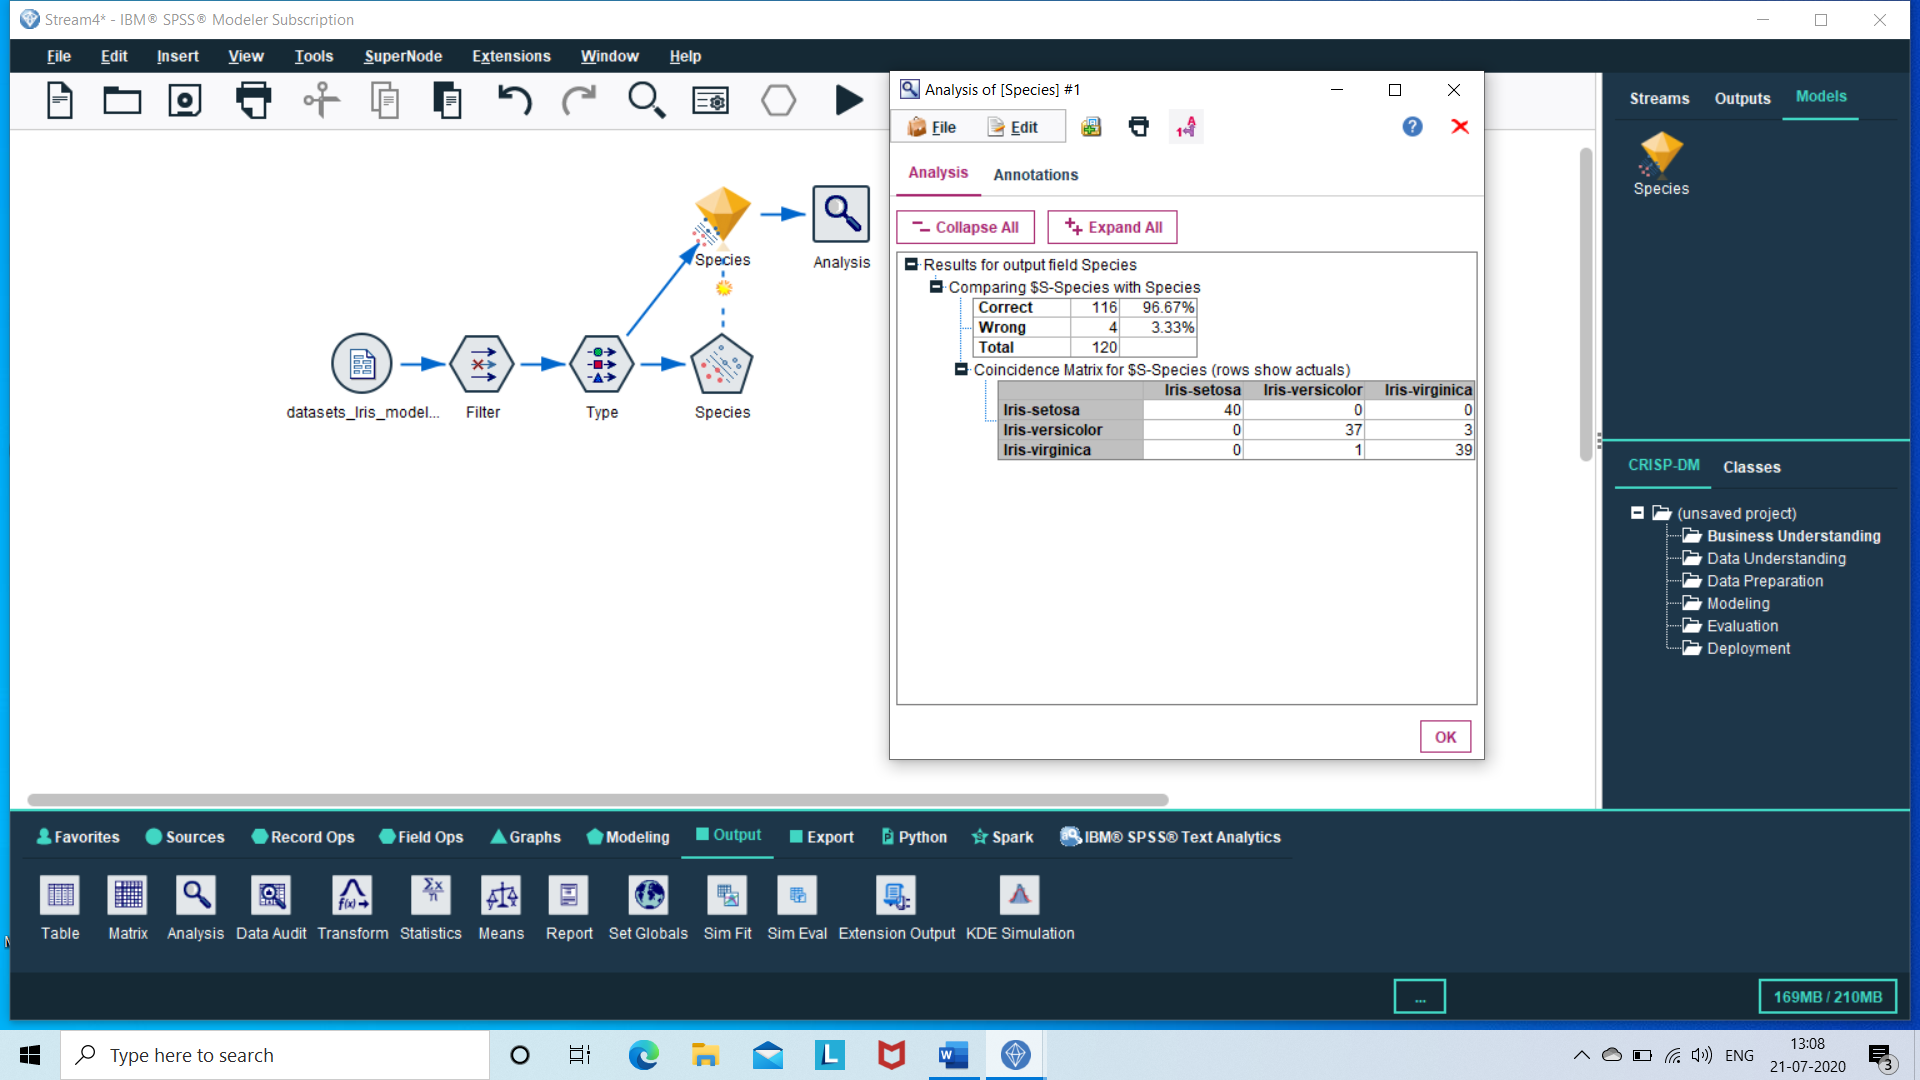 Stream4* - IBM® SPSS® Modeler Subscription
File Edit Insert View Tools SuperNode Extensions Window Help
Analysis of [Species] #1
File Edit
Analysis Annotations
Collapse All Expand All
Results for output field Species
Comparing $S-Species with Species
Correct 116 96.67%
Wrong 4 3.33%
Total 120
Coincidence Matrix for $S-Species (rows show actuals)
Iris-setosa Iris-versicolor Iris-virginica
Iris-setosa 40 0 0
Iris-versicolor 0 37 3
Iris-virginica 0 1 39
OK
Species
Analysis
datasets_Iris_model...
Filter
Type
Species
Streams Outputs Models
Species
CRISP-DM Classes
(unsaved project)
Business Understanding
Data Understanding
Data Preparation
Modeling
Evaluation
Deployment
Favorites Sources Record Ops Field Ops Graphs Modeling Output Export Python Spark IBM® SPSS® Text Analytics
Table Matrix Analysis Data Audit Transform Statistics Means Report Set Globals Sim Fit Sim Eval Extension Output KDE Simulation
... 169MB / 210MB
Type here to search
ENG
13:08
21-07-2020
3